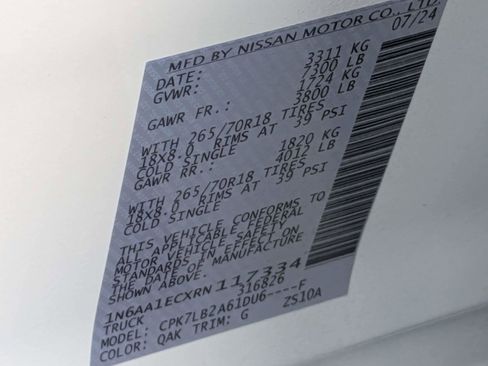 MFD BY NISSAN MOTOR CO., LTD.
DATE: 07/24
GVWR: 3311 KG
7300 LB
GAWR FR.: 1724 KG
3800 LB
WITH 265/70R18 TIRES
18X8.0 RIMS AT 39 PSI
COLD SINGLE
GAWR RR.: 1820 KG
4012 LB
WITH 265/70R18 TIRES
18X8.0 RIMS AT 39 PSI
COLD SINGLE
THIS VEHICLE CONFORMS TO
ALL APPLICABLE FEDERAL
MOTOR VEHICLE SAFETY
STANDARDS IN EFFECT ON
THE DATE OF MANUFACTURE
SHOWN ABOVE.
1N6AA1ECXRN117334
TRUCK 316826
MODEL: CPK7LB2A61DU6----F
COLOR: QAK TRIM: G ZS10A